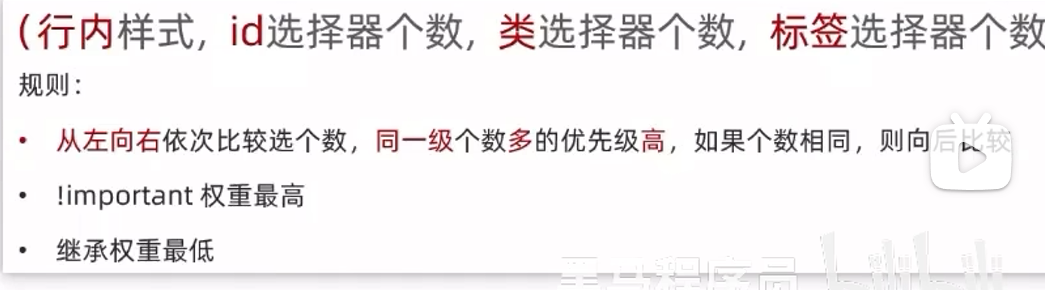 (行内样式, id选择器个数, 类选择器个数, 标签选择器个数
规则:
• 从左向右依次比较选个数，同一级个数多的优先级高，如果个数相同，则向后比较
• !important 权重最高
• 继承权重最低
黑马程序员 bilibili